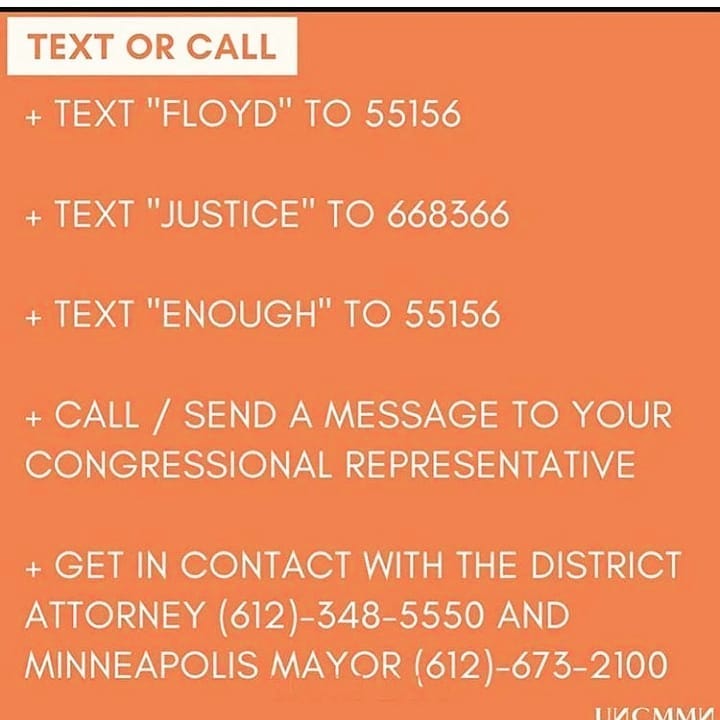 TEXT OR CALL
+ TEXT "FLOYD" TO 55156
+ TEXT "JUSTICE" TO 668366
+ TEXT "ENOUGH" TO 55156
+ CALL / SEND A MESSAGE TO YOUR
CONGRESSIONAL REPRESENTATIVE
+ GET IN CONTACT WITH THE DISTRICT
ATTORNEY (612)-348-5550 AND
MINNEAPOLIS MAYOR (612)-673-2100